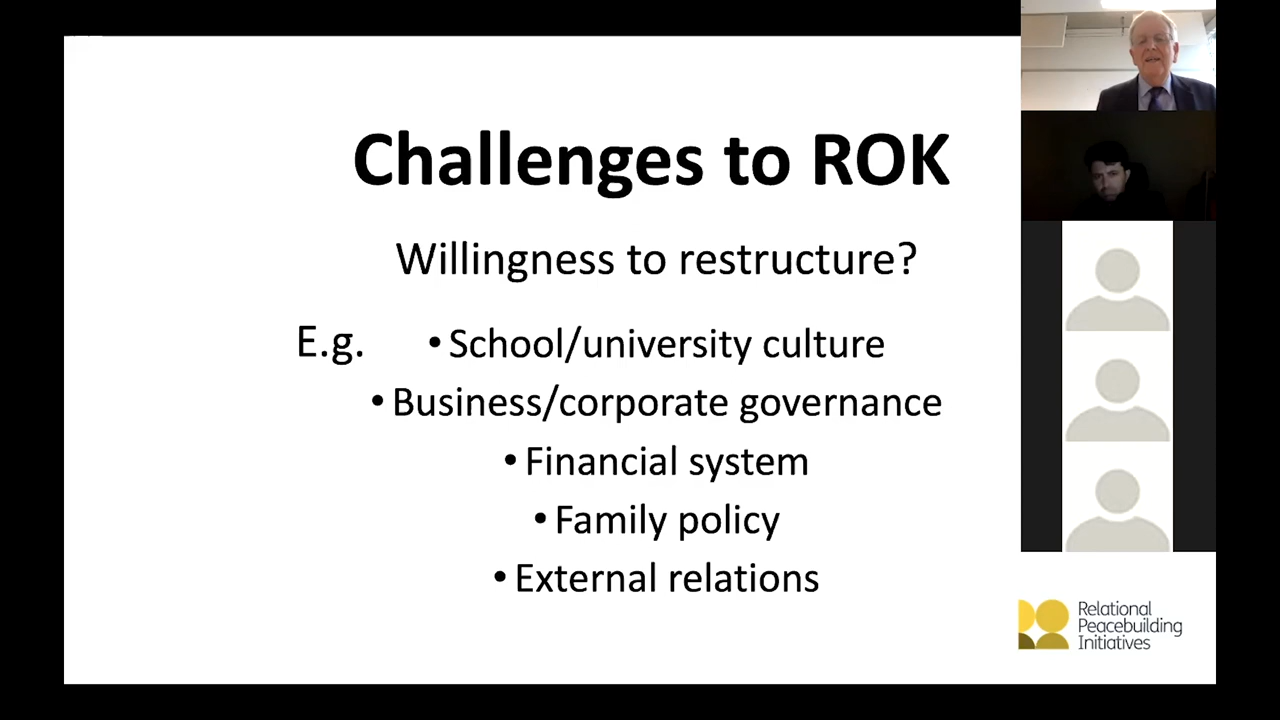 Challenges to ROK
Willingness to restructure?
E.g. • School/university culture
• Business/corporate governance
• Financial system
• Family policy
• External relations
Relational
Peacebuilding
Initiatives